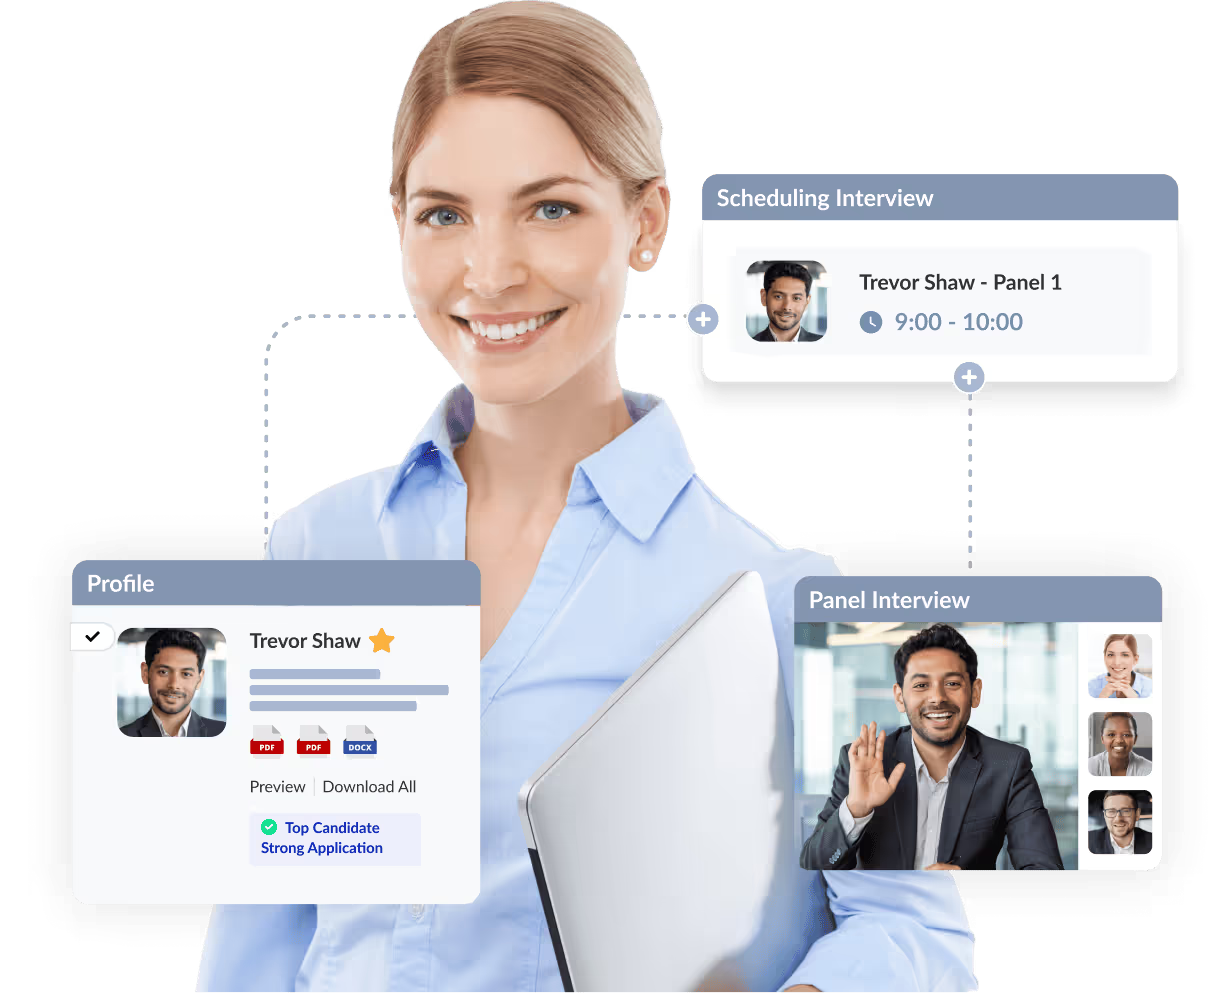 Scheduling Interview
Trevor Shaw - Panel 1
9:00 - 10:00
Profile
Trevor Shaw
PDF PDF DOCX
Preview Download All
Top Candidate
Strong Application
Panel Interview